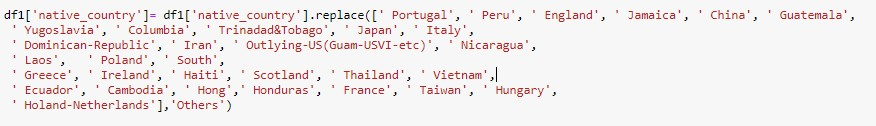 df1['native_country']= df1['native_country'].replace([' Portugal', ' Peru', ' England', ' Jamaica', ' China', ' Guatemala',
' Yugoslavia', ' Columbia', ' Trinadad&Tobago', ' Japan', ' Italy',
' Dominican-Republic', ' Iran', ' Outlying-US(Guam-USVI-etc)', ' Nicaragua',
' Laos',   ' Poland', ' South',
' Greece', ' Ireland', ' Haiti', ' Scotland', ' Thailand', ' Vietnam',
' Ecuador', ' Cambodia', ' Hong',' Honduras', ' France', ' Taiwan', ' Hungary',
' Holand-Netherlands'],'Others')